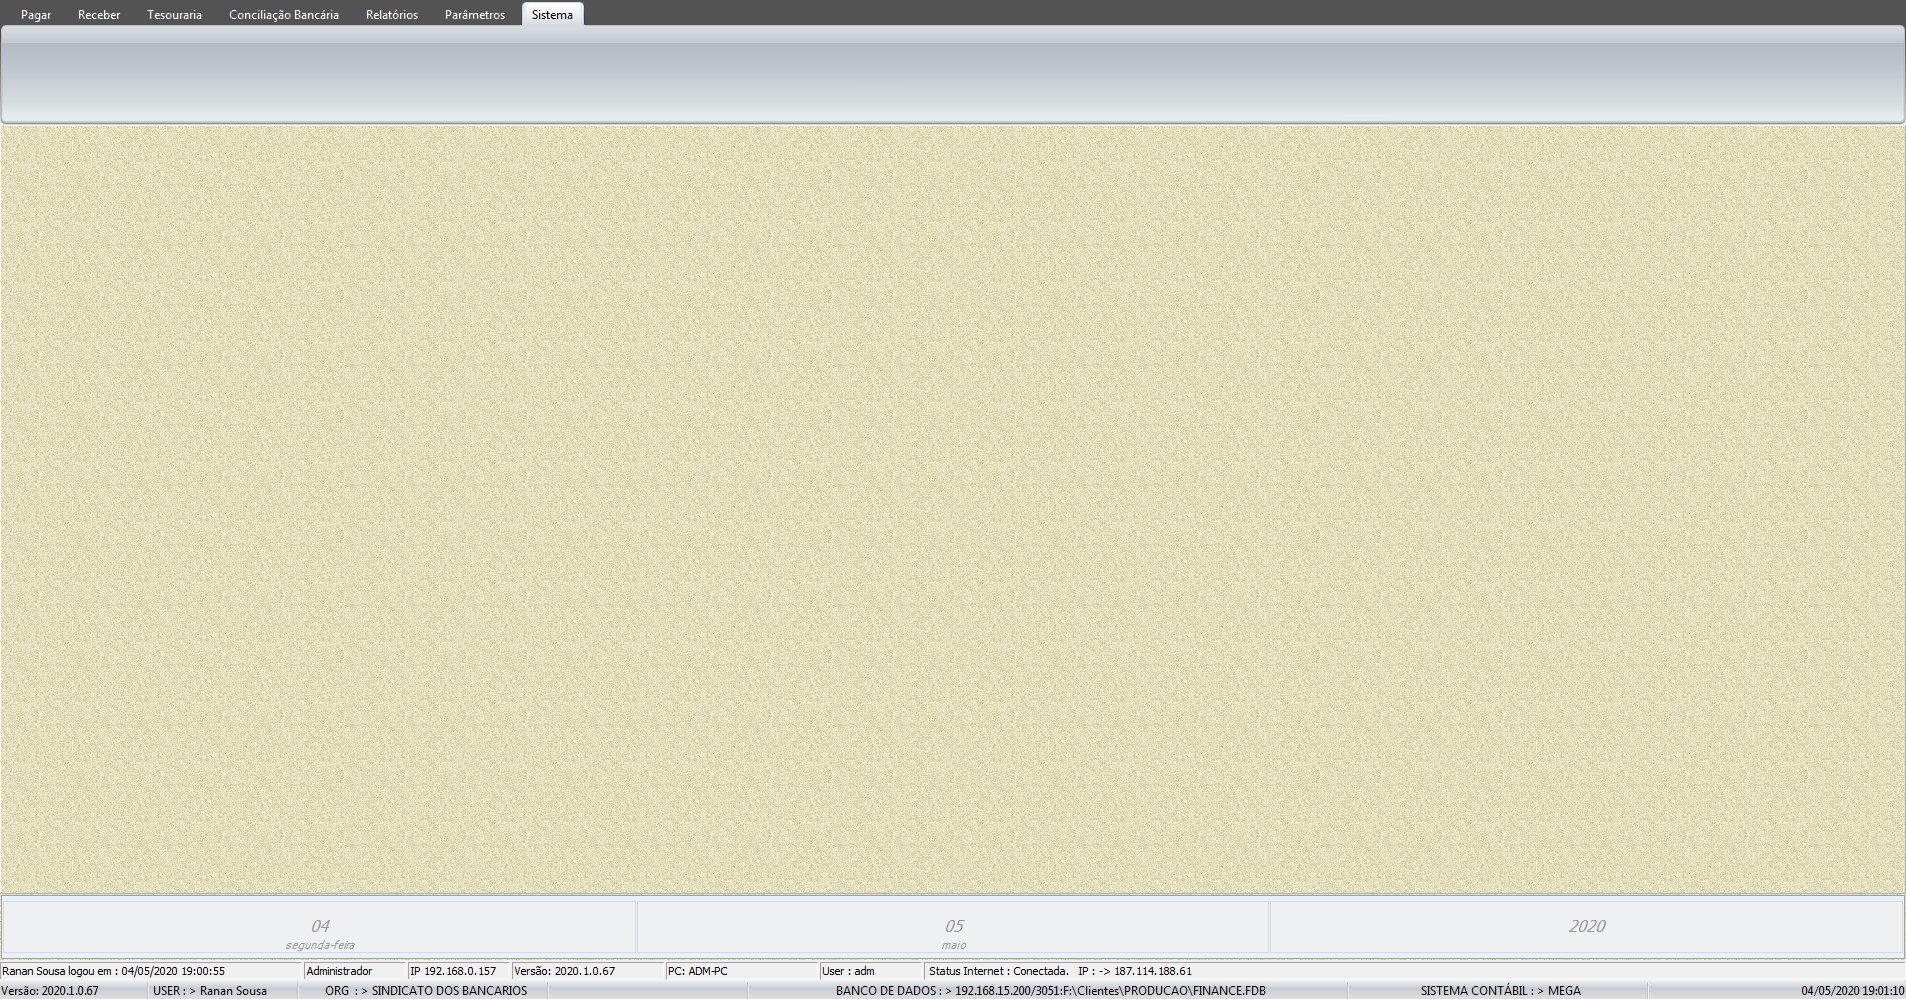 Pagar Receber Tesouraria Conciliação Bancária Relatórios Parâmetros Sistema
04 05 2020
segunda-feira maio
Ranan Sousa logou em : 04/05/2020 19:00:55 Administrador IP 192.168.0.157 Versão: 2020.1.0.67 PC: ADM-PC User : adm Status Internet : Conectada. IP : -> 187.114.188.61
Versão: 2020.1.0.67 USER : > Ranan Sousa ORG : > SINDICATO DOS BANCARIOS BANCO DE DADOS : > 192.168.15.200/3051:F:\Clientes\PRODUCAO\FINANCE.FDB SISTEMA CONTÁBIL : > MEGA 04/05/2020 19:01:10